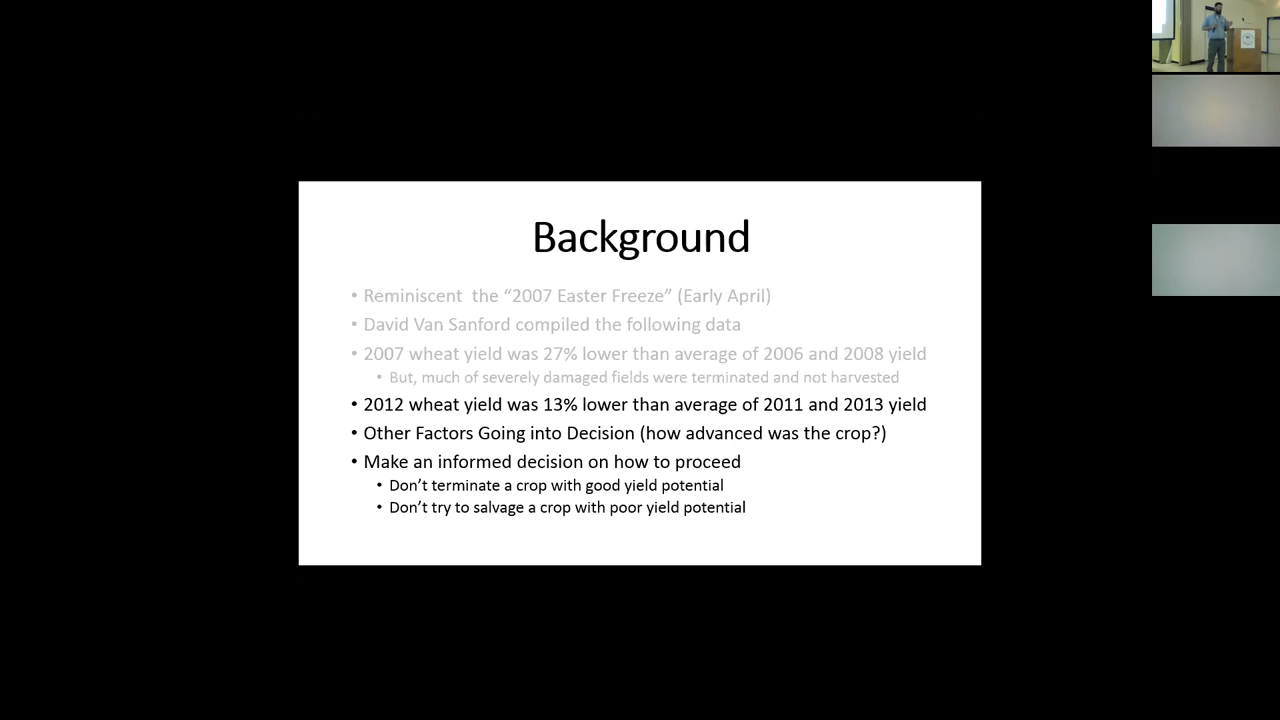 Background
• Reminiscent  the “2007 Easter Freeze” (Early April)
• David Van Sanford compiled the following data
• 2007 wheat yield was 27% lower than average of 2006 and 2008 yield
• But, much of severely damaged fields were terminated and not harvested
• 2012 wheat yield was 13% lower than average of 2011 and 2013 yield
• Other Factors Going into Decision (how advanced was the crop?)
• Make an informed decision on how to proceed
• Don’t terminate a crop with good yield potential
• Don’t try to salvage a crop with poor yield potential